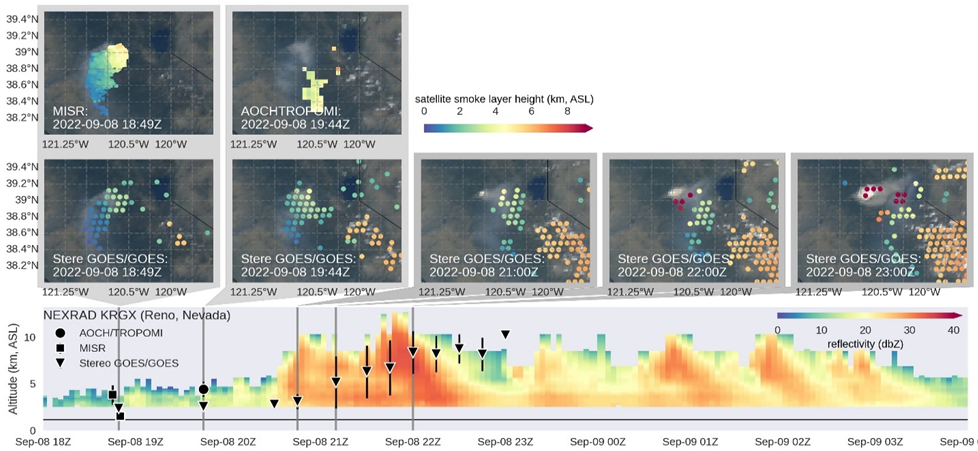 39.4°N
39.2°N
39°N
38.8°N
38.6°N
38.4°N
38.2°N
MISR:
2022-09-08 18:49Z
AOCHTROPOMI:
2022-09-08 19:44Z
121.25°W 120.5°W 120°W
121.25°W 120.5°W 120°W
satellite smoke layer height (km, ASL)
0 2 4 6 8
39.4°N
39.2°N
39°N
38.8°N
38.6°N
38.4°N
38.2°N
Stere GOES/GOES:
2022-09-08 18:49Z
Stere GOES/GOES:
2022-09-08 19:44Z
Stere GOES/GOES:
2022-09-08 21:00Z
Stere GOES/GOES:
2022-09-08 22:00Z
Stere GOES/GOES:
2022-09-08 23:00Z
121.25°W 120.5°W 120°W
121.25°W 120.5°W 120°W
121.25°W 120.5°W 120°W
121.25°W 120.5°W 120°W
121.25°W 120.5°W 120°W
NEXRAD KRGX (Reno, Nevada)
AOCH/TROPOMI
MISR
Stereo GOES/GOES
0 10 20 30 40
reflectivity (dbZ)
Altitude (km, ASL)
10
5
0
Sep-08 18Z Sep-08 19Z Sep-08 20Z Sep-08 21Z Sep-08 22Z Sep-08 23Z Sep-09 00Z Sep-09 01Z Sep-09 02Z Sep-09 03Z Sep-09